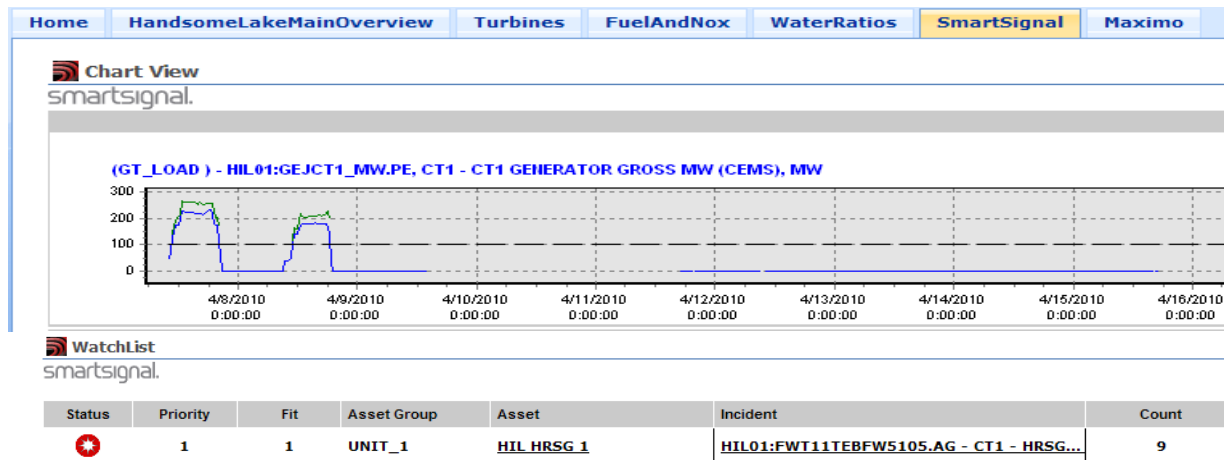 Home HandsomeLakeMainOverview Turbines FuelAndNox WaterRatios SmartSignal Maximo
Chart View
smartsignal.
(GT_LOAD ) - HIL01:GEJCT1_MW.PE, CT1 - CT1 GENERATOR GROSS MW (CEMS), MW
300
200
100
0
4/8/2010 4/9/2010 4/10/2010 4/11/2010 4/12/2010 4/13/2010 4/14/2010 4/15/2010 4/16/2010
0:00:00 0:00:00 0:00:00 0:00:00 0:00:00 0:00:00 0:00:00 0:00:00 0:00:00
WatchList
smartsignal.
Status Priority Fit Asset Group Asset Incident Count
1 1 UNIT_1 HIL HRSG 1 HIL01:FWT11TEBFW5105.AG - CT1 - HRSG... 9